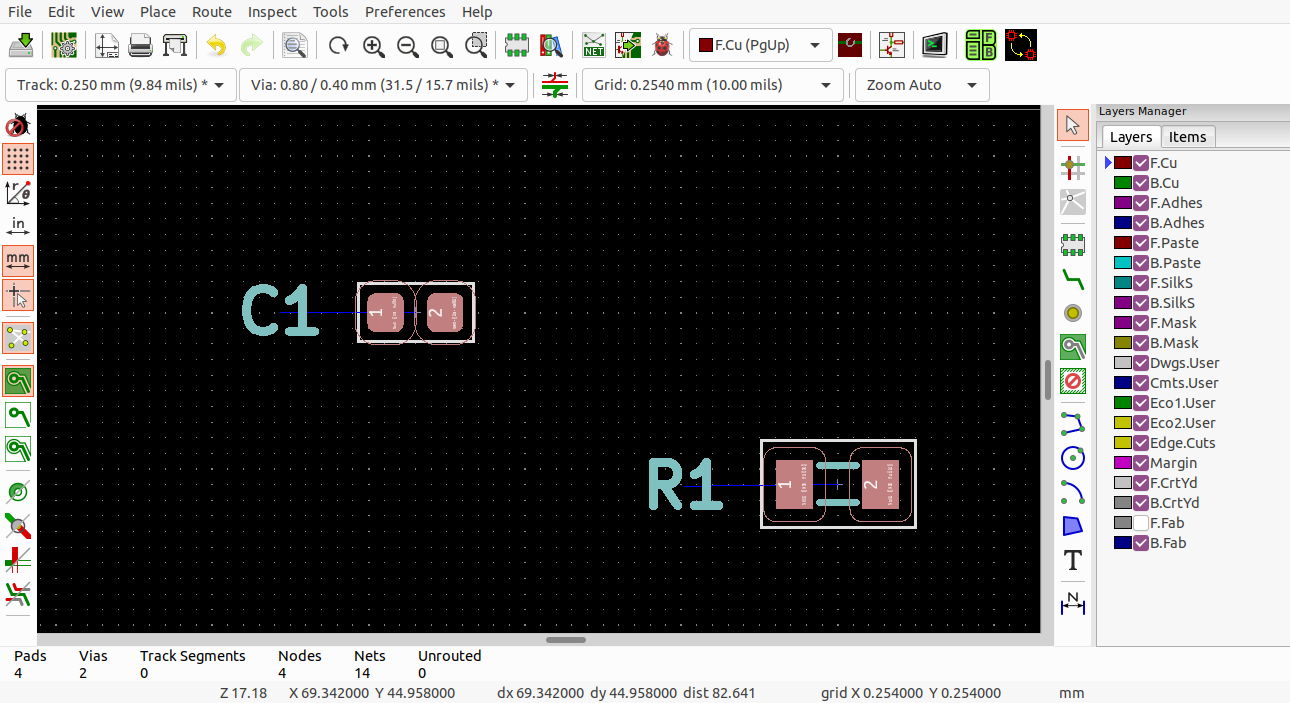 File Edit View Place Route Inspect Tools Preferences Help
NET
F.Cu (PgUp)
F
B
Track: 0.250 mm (9.84 mils) * Via: 0.80 / 0.40 mm (31.5 / 15.7 mils) * Grid: 0.2540 mm (10.00 mils) Zoom Auto
Layers Manager
Layers Items
r
θ
in
mm
F.Cu
B.Cu
F.Adhes
B.Adhes
F.Paste
B.Paste
F.SilkS
B.SilkS
F.Mask
B.Mask
Dwgs.User
Cmts.User
Eco1.User
Eco2.User
Edge.Cuts
Margin
F.CrtYd
B.CrtYd
F.Fab
B.Fab
C1 1 2
R1 1 2
T
N
Pads Vias Track Segments Nodes Nets Unrouted
4 2 0 4 14 0
Z 17.18 X 69.342000 Y 44.958000 dx 69.342000 dy 44.958000 dist 82.641 grid X 0.254000 Y 0.254000 mm